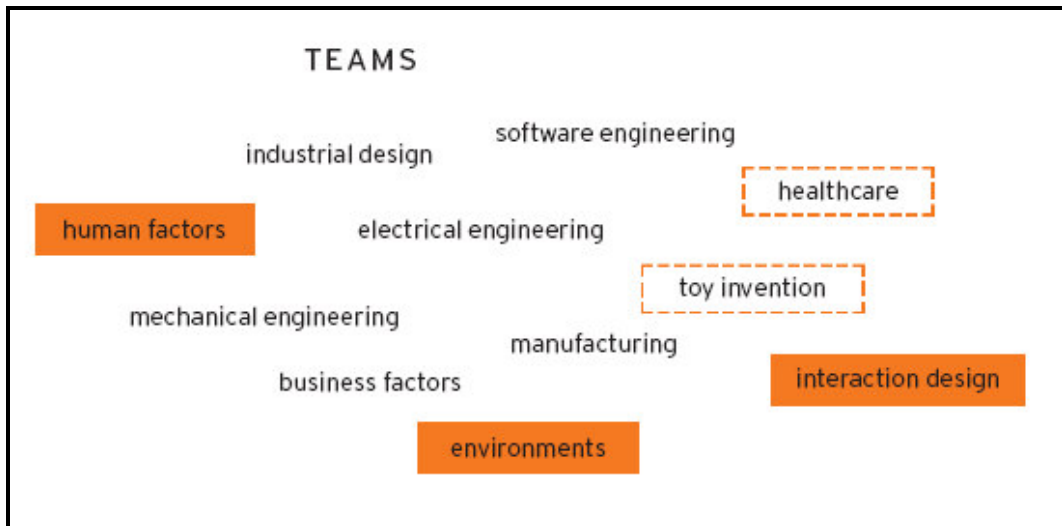 TEAMS
software engineering
industrial design
healthcare
human factors
electrical engineering
toy invention
mechanical engineering
manufacturing
interaction design
business factors
environments